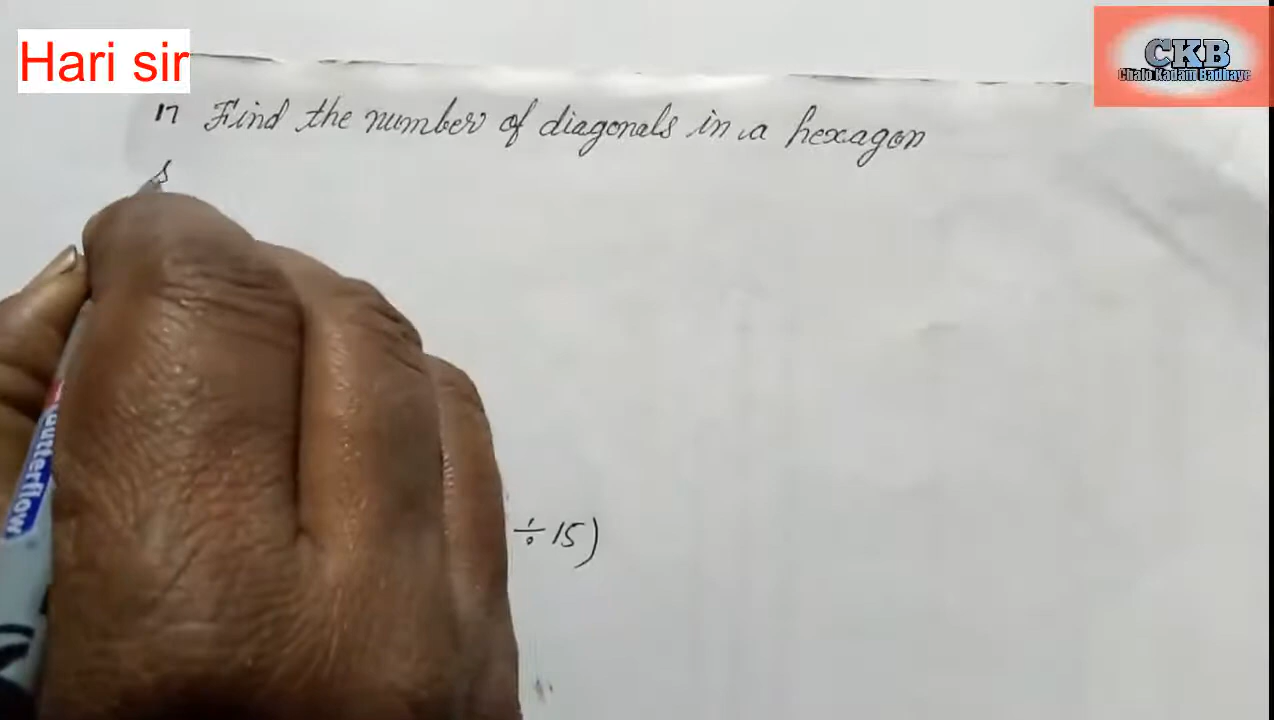 Hari sir
CKB
Chalo Kadam Badhaye
17 Find the number of diagonals in a hexagon
s
Butterflow
÷ 15)